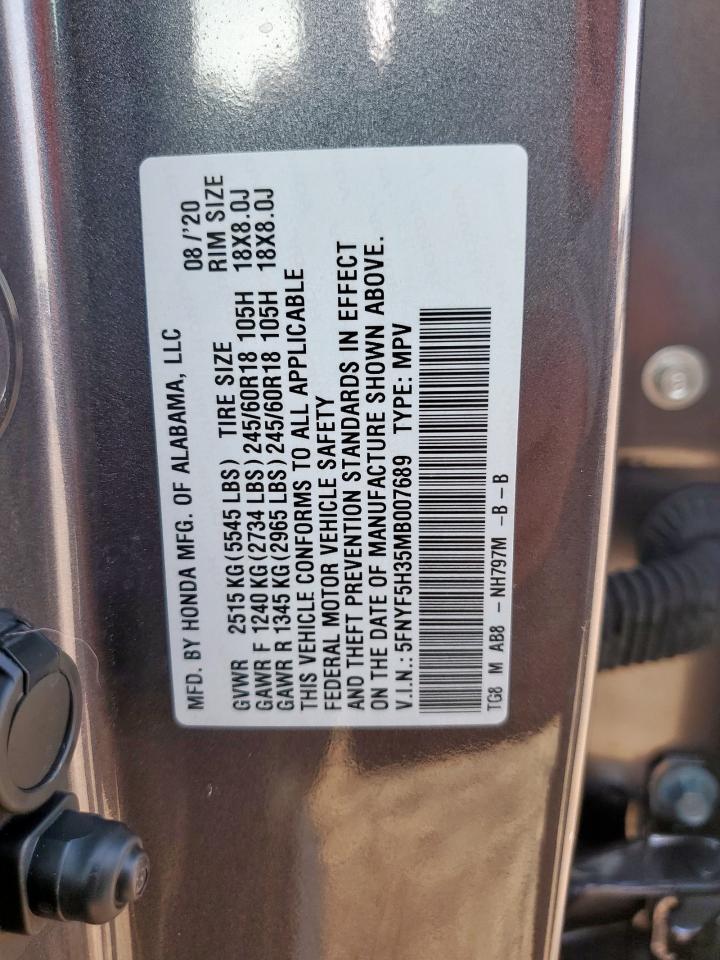 MFD. BY HONDA MFG. OF ALABAMA, LLC 08/'20
GVWR 2515 KG(5545 LBS) TIRE SIZE RIM SIZE
GAWR F 1240 KG(2734 LBS)245/60R18 105H 18X8.0J
GAWR R 1345 KG(2965 LBS)245/60R18 105H 18X8.0J
THIS VEHICLE CONFORMS TO ALL APPLICABLE
FEDERAL MOTOR VEHICLE SAFETY
AND THEFT PREVENTION STANDARDS IN EFFECT
ON THE DATE OF MANUFACTURE SHOWN ABOVE.
V.I.N.: 5FNYF5H35MB007689 TYPE: MPV
TG8 M AB8 - NH797M -B-B